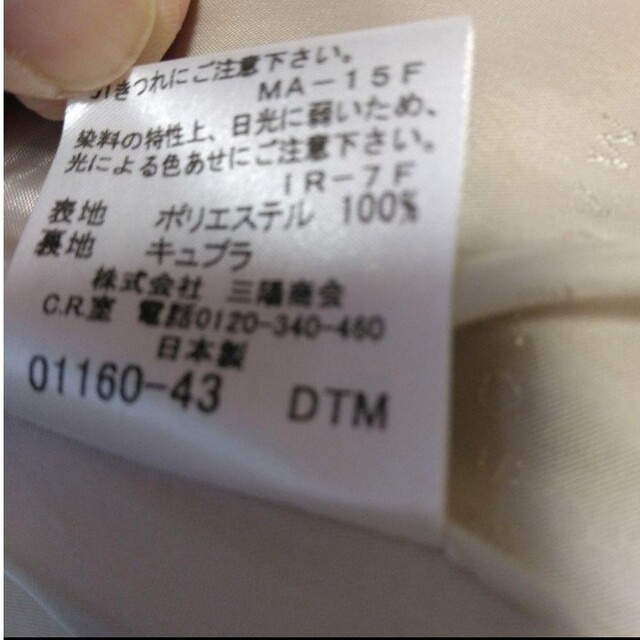 引きつれにご注意下さい。
MA-15F
染料の特性上、日光に弱いため、
光による色あせにご注意下さい。
IR-7F
表地 ポリエステル 100%
裏地 キュプラ
株式会社 三陽商会
C.R.室 電話0120-340-460
日本製
01160-43 DTM